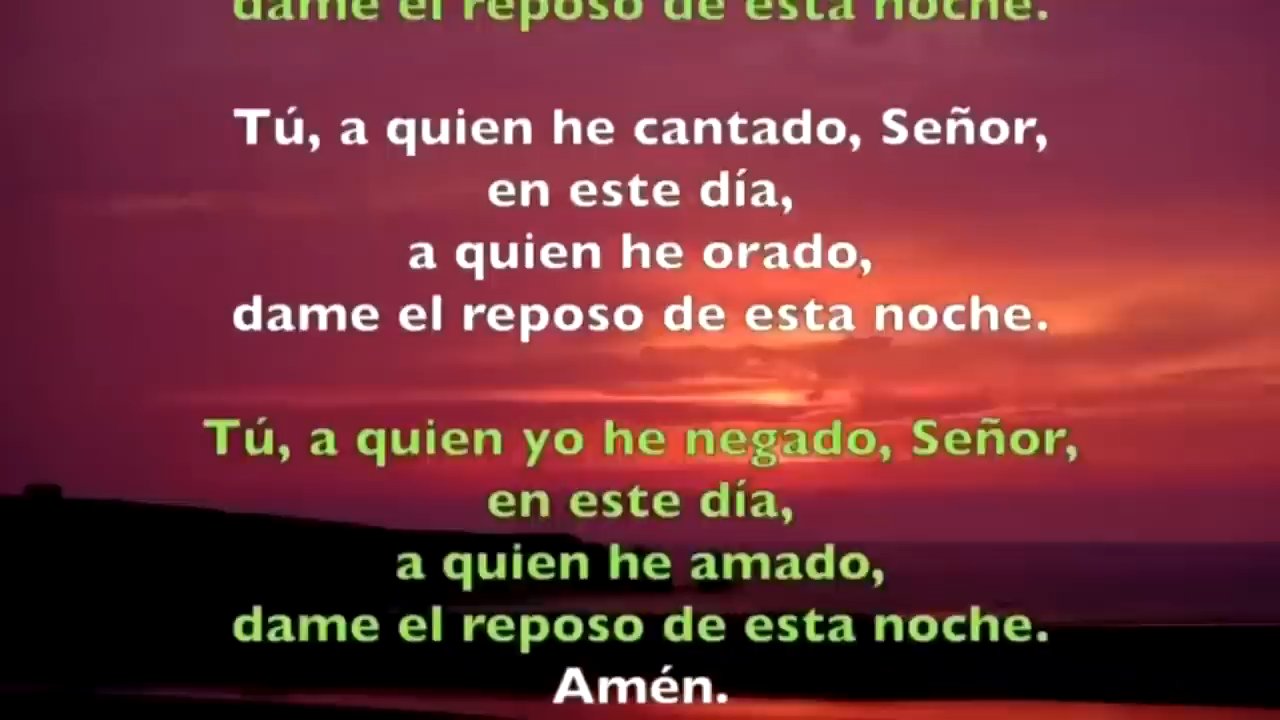 dame el reposo de esta noche.
Tú, a quien he cantado, Señor,
en este día,
a quien he orado,
dame el reposo de esta noche.
Tú, a quien yo he negado, Señor,
en este día,
a quien he amado,
dame el reposo de esta noche.
Amén.